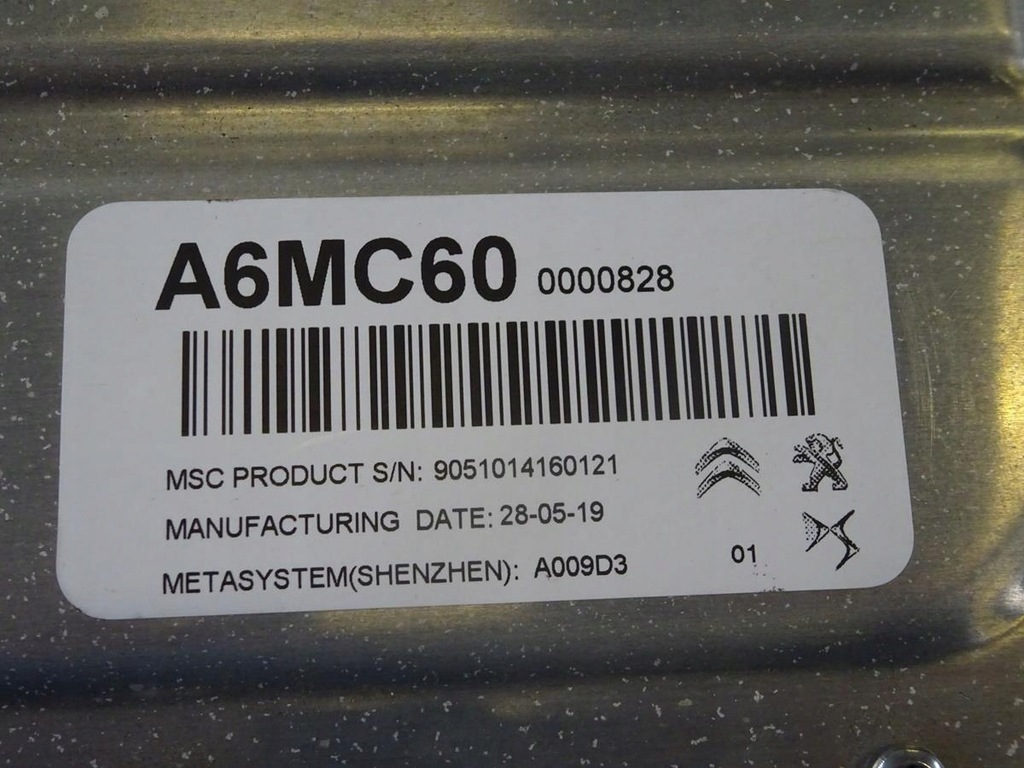 A6MC60 0000828
MSC PRODUCT S/N: 9051014160121
MANUFACTURING DATE: 28-05-19
METASYSTEM(SHENZHEN): A009D3 01